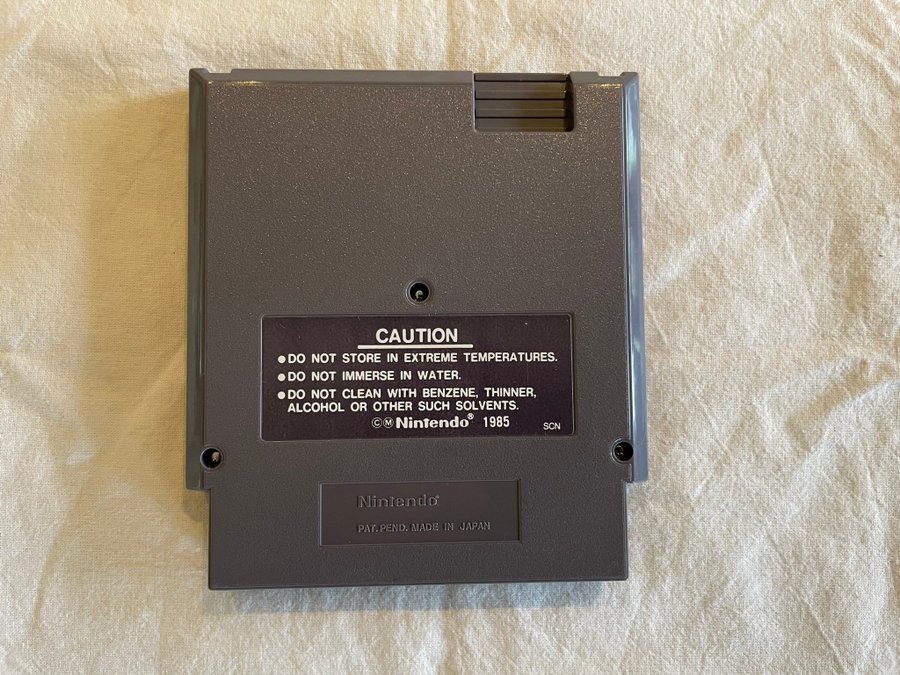 CAUTION
●DO NOT STORE IN EXTREME TEMPERATURES.
●DO NOT IMMERSE IN WATER.
●DO NOT CLEAN WITH BENZENE, THINNER,
ALCOHOL OR OTHER SUCH SOLVENTS.
©Ⓜ Nintendo® 1985 SCN
Nintendo®
PAT. PEND. MADE IN JAPAN